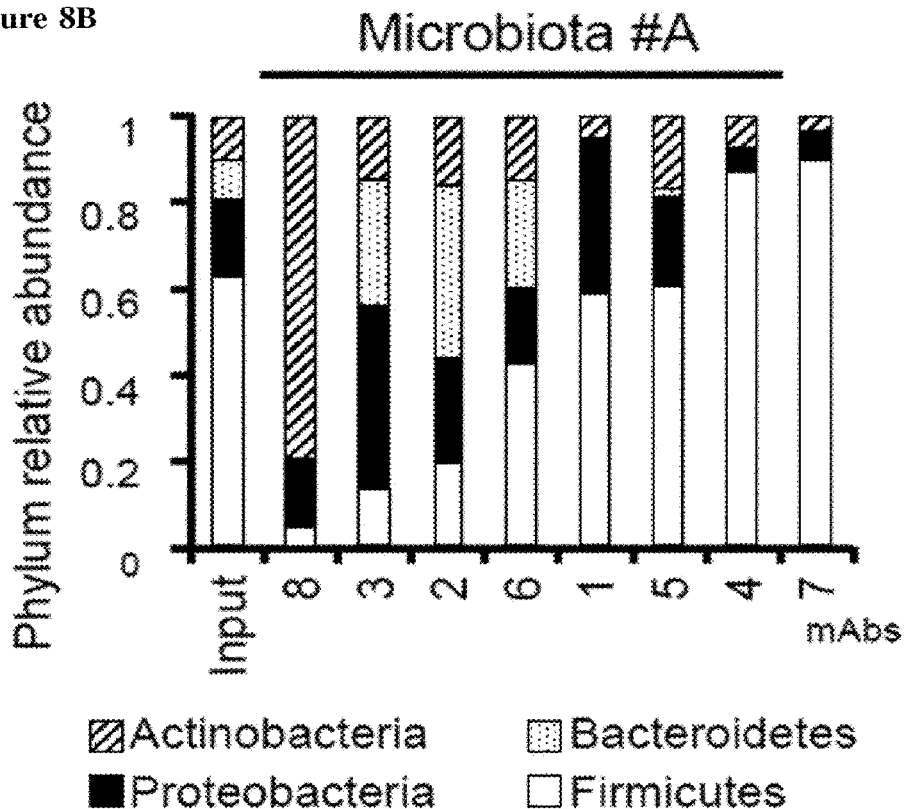 ure 8B
Microbiota #A
Phylum relative abundance
1
0.8
0.6
0.4
0.2
0
Input 8 3 2 6 1 5 4 7
mAbs
Actinobacteria Bacteroidetes
Proteobacteria Firmicutes